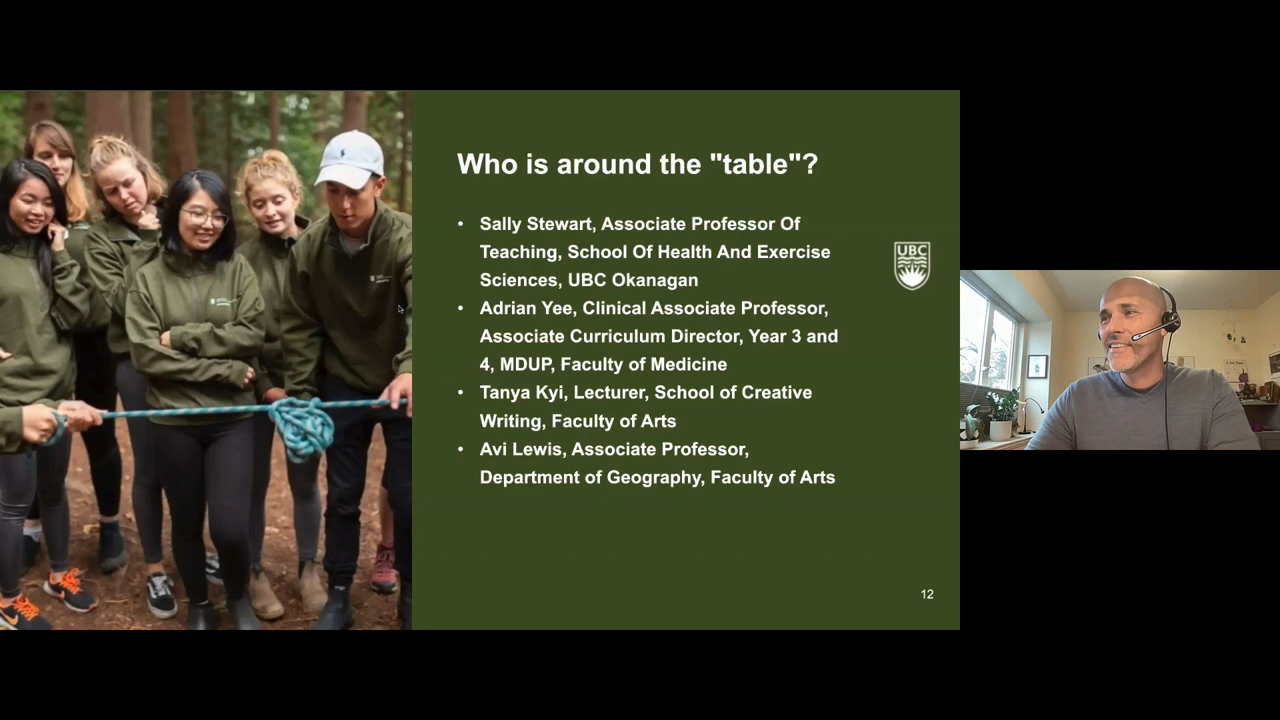 Who is around the "table"?
• Sally Stewart, Associate Professor Of
Teaching, School Of Health And Exercise
Sciences, UBC Okanagan
• Adrian Yee, Clinical Associate Professor,
Associate Curriculum Director, Year 3 and
4, MDUP, Faculty of Medicine
• Tanya Kyi, Lecturer, School of Creative
Writing, Faculty of Arts
• Avi Lewis, Associate Professor,
Department of Geography, Faculty of Arts
UBC
12